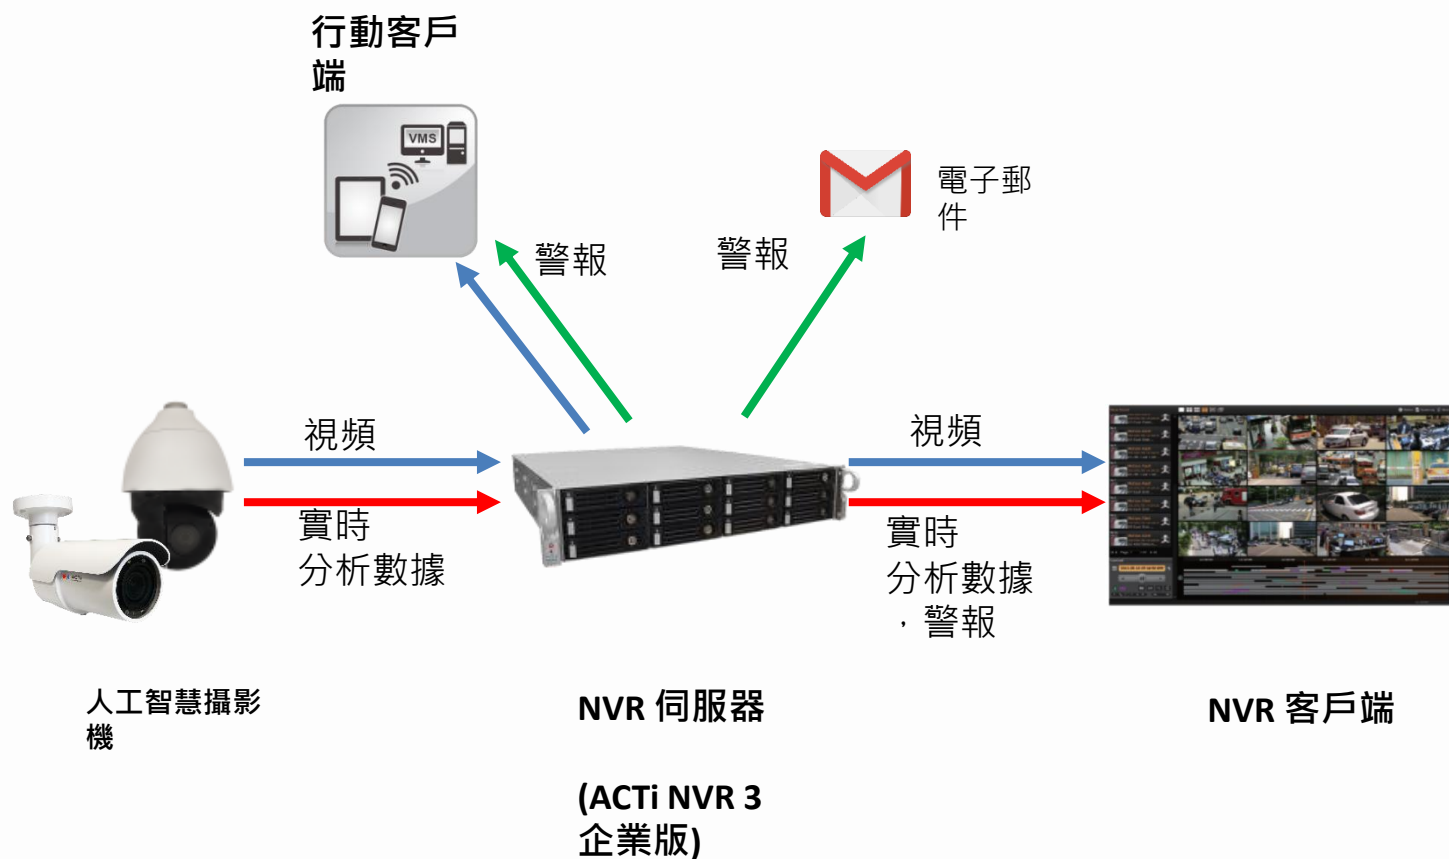 行動客戶
端
VMS
電子郵
件
警報
警報
視頻
實時
分析數據
視頻
實時
分析數據
，警報
人工智慧攝影
機
NVR 伺服器
(ACTi NVR 3
企業版)
NVR 客戶端